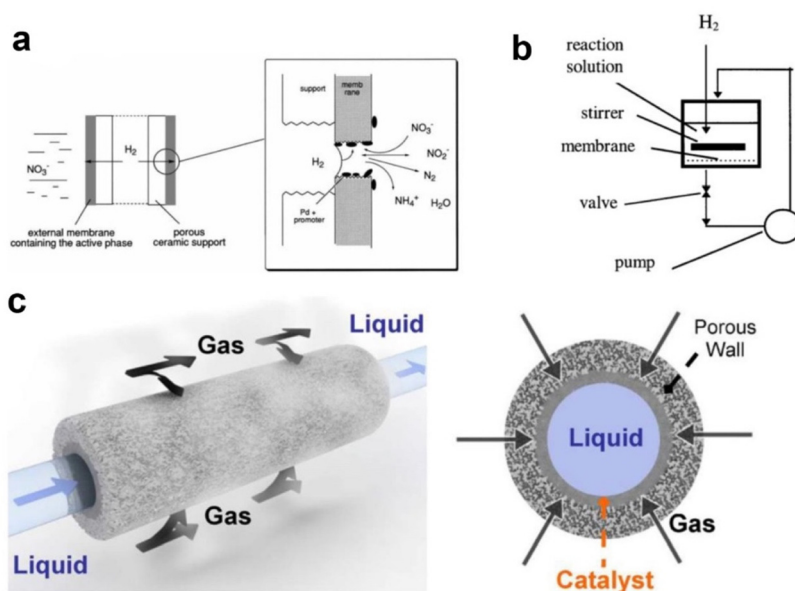 a
support
memb
rane
NO₃⁻
H₂
NO₃⁻
NO₂⁻
N₂
H₂
NH₄⁺
H₂O
Pd +
promoter
external membrane
containing the active phase
porous
ceramic support
b
H₂
reaction
solution
stirrer
membrane
valve
pump
c
Liquid
Gas
Gas
Liquid
Porous
Wall
Liquid
Gas
Catalyst